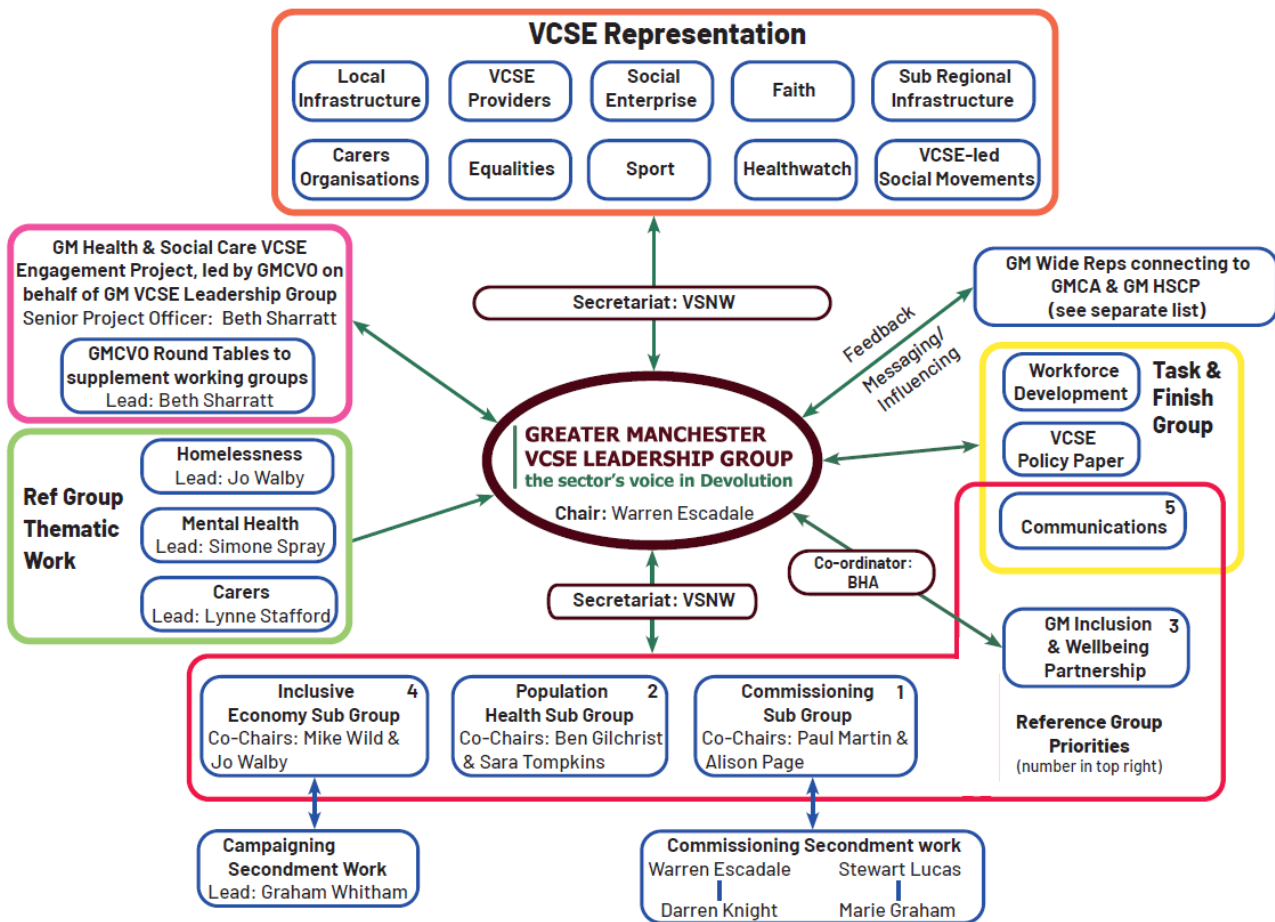 VCSE Representation
Local
Infrastructure
VCSE
Providers
Social
Enterprise
Faith
Sub Regional
Infrastructure
Carers
Organisations
Equalities
Sport
Healthwatch
VCSE-led
Social Movements
GM Health & Social Care VCSE
Engagement Project, led by GMCVO on
behalf of GM VCSE Leadership Group
Senior Project Officer: Beth Sharratt
GMCVO Round Tables to
supplement working groups
Lead: Beth Sharratt
Secretariat: VSNW
Feedback
Messaging/
Influencing
GM Wide Reps connecting to
GMCA & GM HSCP
(see separate list)
Workforce
Development
VCSE
Policy Paper
Communications
5
Task &
Finish
Group
GREATER MANCHESTER
VCSE LEADERSHIP GROUP
the sector's voice in Devolution
Chair: Warren Escadale
Ref Group
Thematic
Work
Homelessness
Lead: Jo Walby
Mental Health
Lead: Simone Spray
Carers
Lead: Lynne Stafford
Secretariat: VSNW
Co-ordinator:
BHA
GM Inclusion
& Wellbeing
Partnership
3
Reference Group
Priorities
(number in top right)
Inclusive
Economy Sub Group
Co-Chairs: Mike Wild &
Jo Walby
4
Population
Health Sub Group
Co-Chairs: Ben Gilchrist
& Sara Tompkins
2
Commissioning
Sub Group
Co-Chairs: Paul Martin &
Alison Page
1
Campaigning
Secondment Work
Lead: Graham Whitham
Commissioning Secondment work
Warren Escadale
Darren Knight
Stewart Lucas
Marie Graham